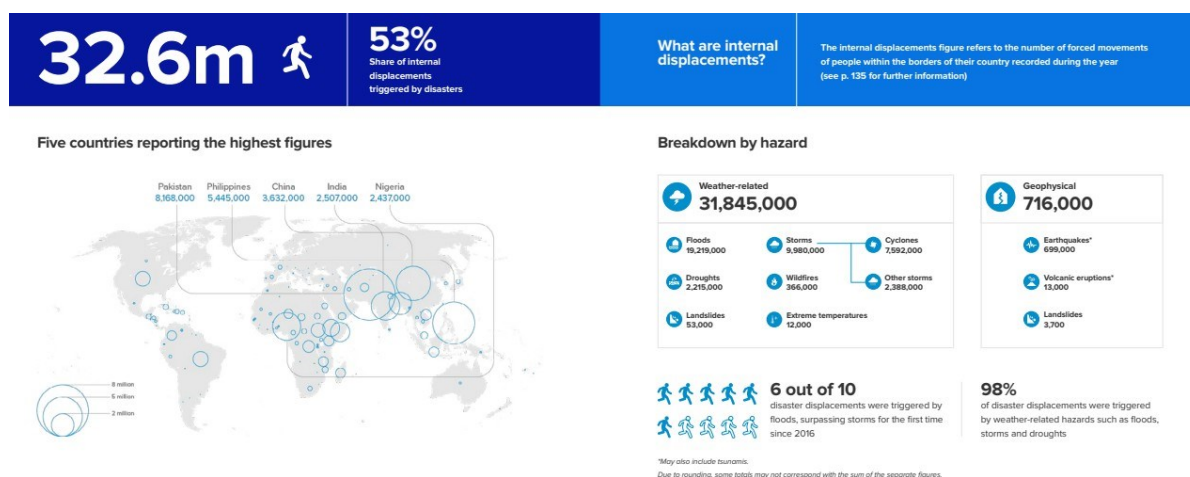 32.6m
53%
Share of internal
displacements
triggered by disasters
What are internal
displacements?
The internal displacements figure refers to the number of forced movements
of people within the borders of their country recorded during the year
(see p. 135 for further information)
Five countries reporting the highest figures
Pakistan
8,168,000
Philippines
5,445,000
China
3,632,000
India
2,507,000
Nigeria
2,437,000
8 million
5 million
2 million
Breakdown by hazard
Weather-related
31,845,000
Floods
19,219,000
Storms
9,980,000
Cyclones
7,592,000
Droughts
2,215,000
Wildfires
366,000
Other storms
2,388,000
Landslides
53,000
Extreme temperatures
12,000
Geophysical
716,000
Earthquakes*
699,000
Volcanic eruptions*
13,000
Landslides
3,700
6 out of 10
disaster displacements were triggered by
floods, surpassing storms for the first time
since 2016
98%
of disaster displacements were triggered
by weather-related hazards such as floods,
storms and droughts
*May also include tsunamis.
Due to rounding, some totals may not correspond with the sum of the separate figures.